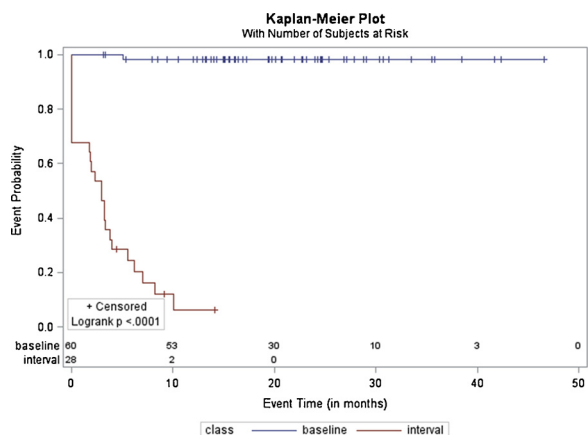 Kaplan-Meier Plot
With Number of Subjects at Risk
Event Probability
1.0
0.8
0.6
0.4
0.2
0.0
+ Censored
Logrank p <.0001
baseline 60 53 30 10 3 0
interval 28 2 0
0 10 20 30 40 50
Event Time (in months)
class baseline interval